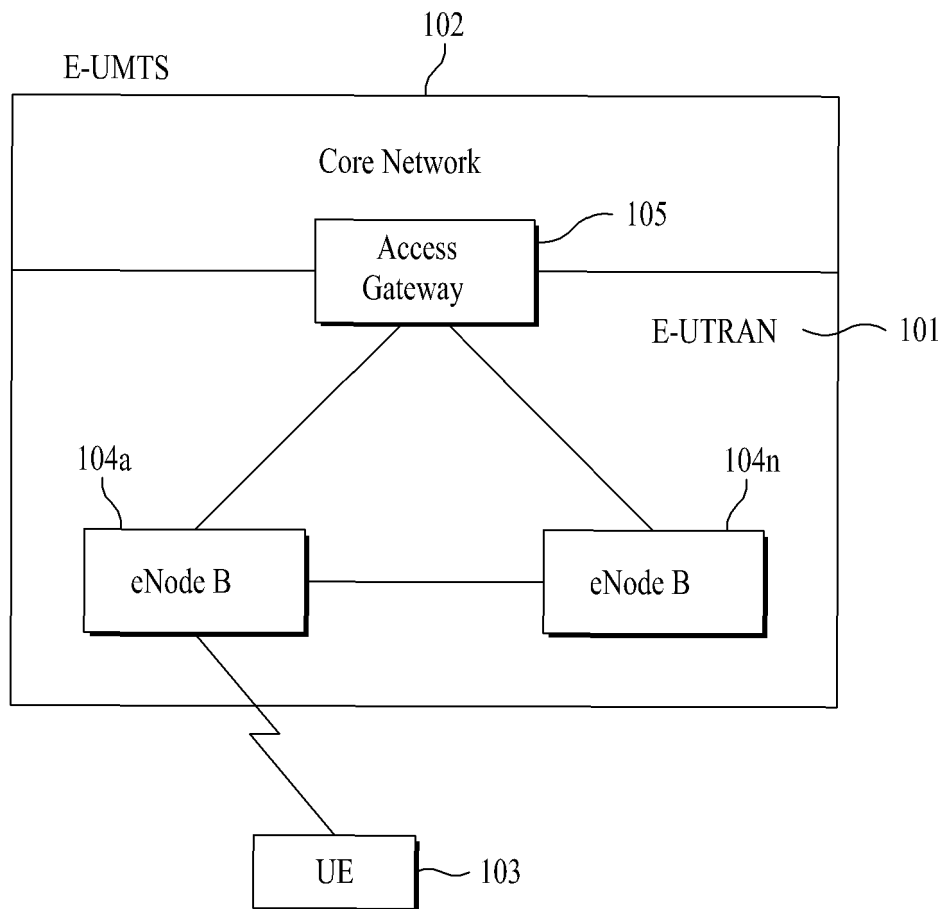 102
E-UMTS
Core Network
105
Access
Gateway
E-UTRAN
101
104a
104n
eNode B
eNode B
UE
103